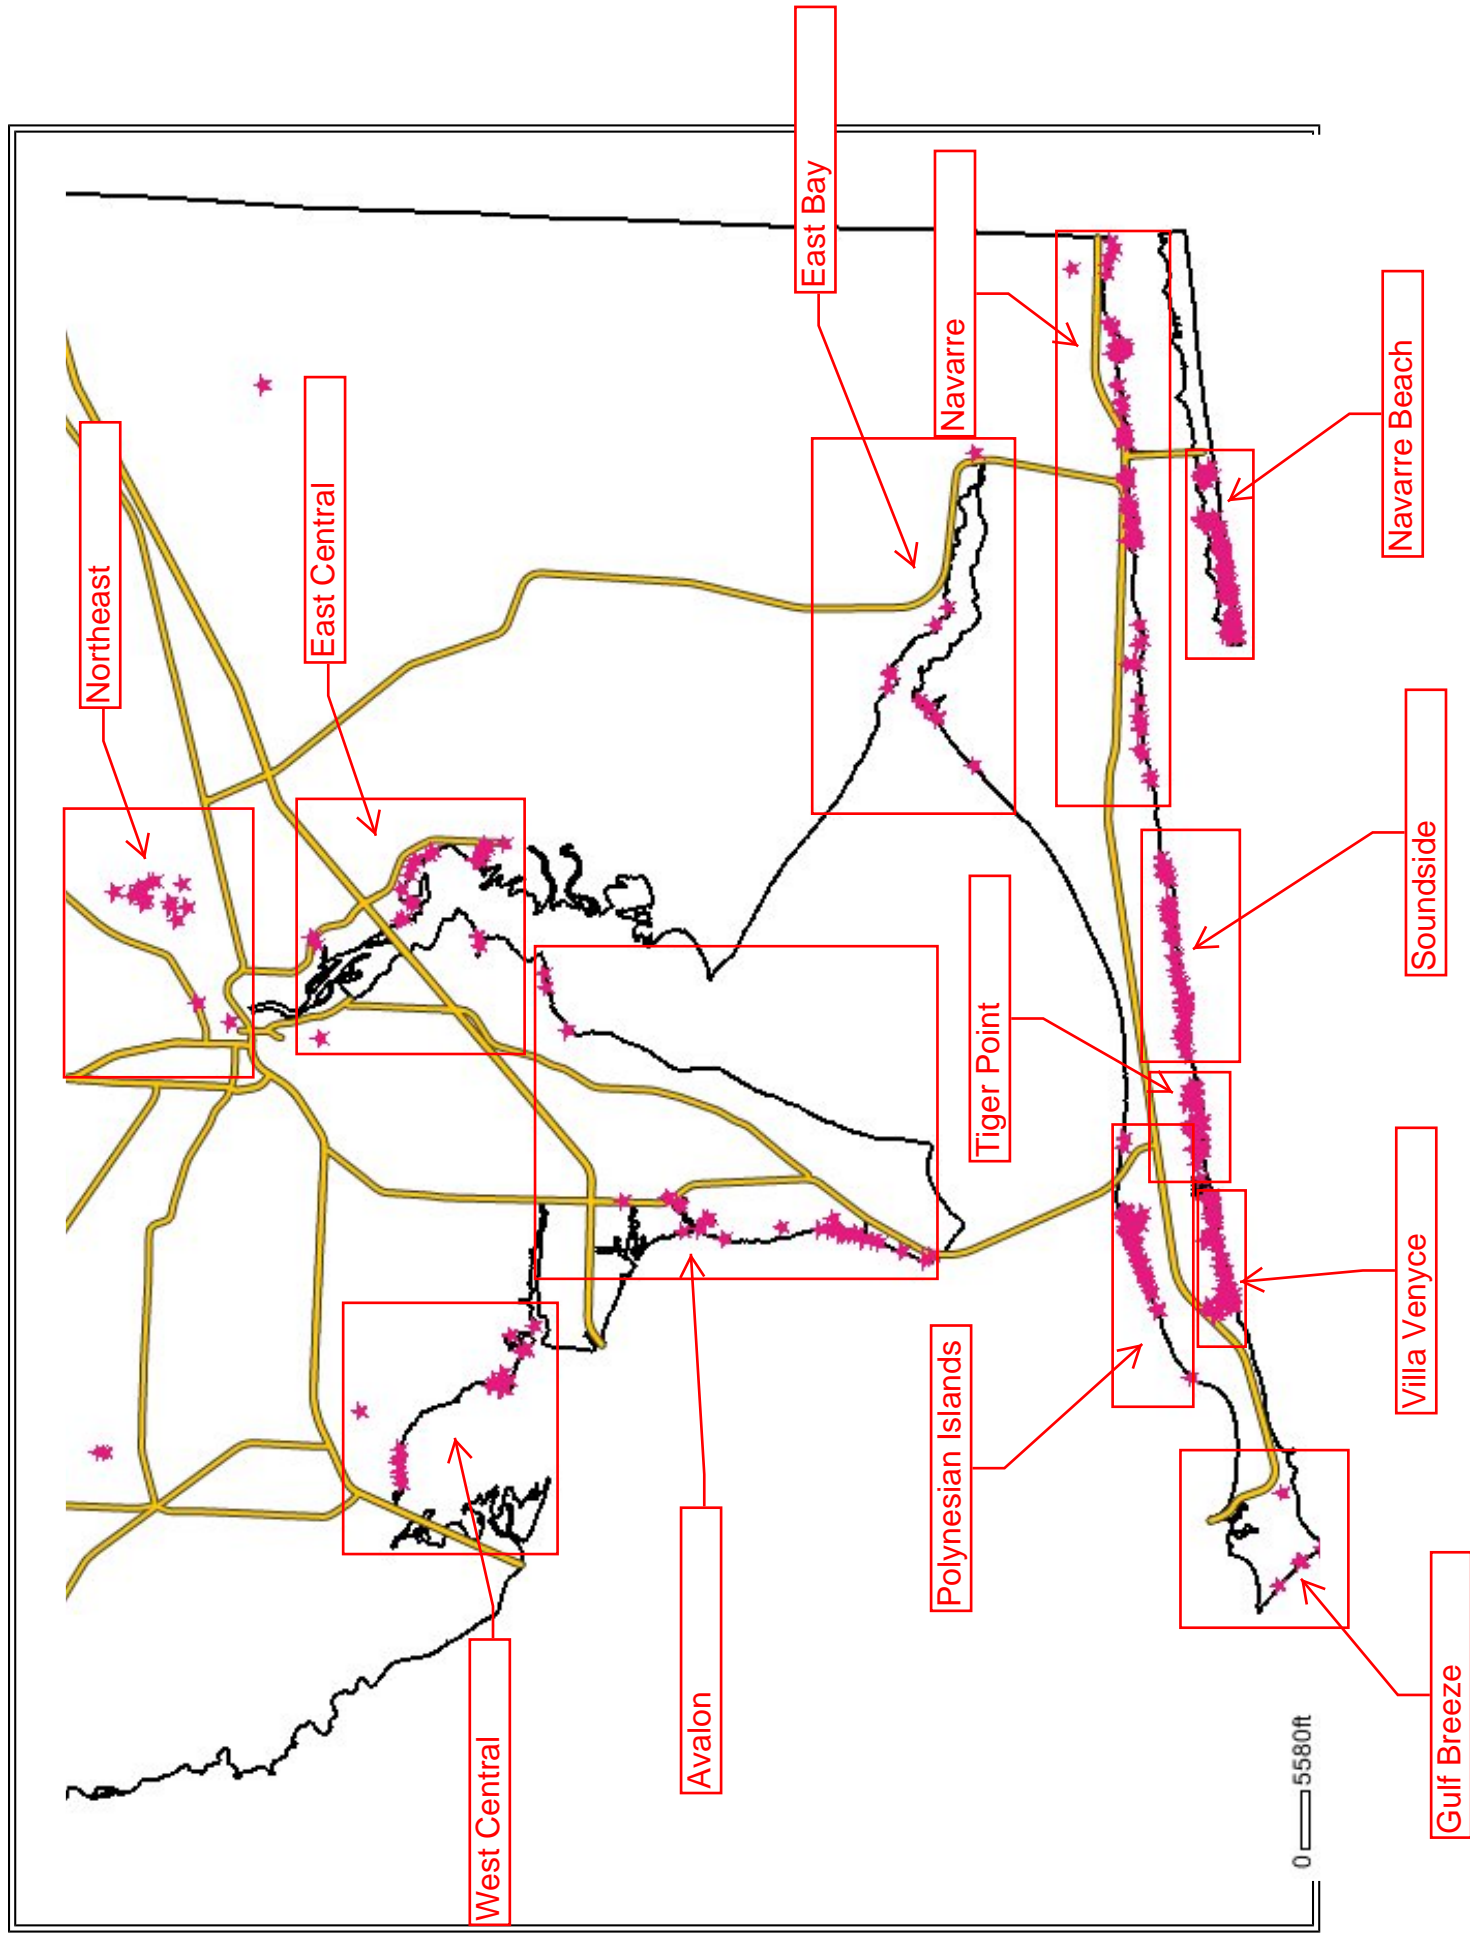 Northeast
East Central
East Bay
Navarre
Navarre Beach
Soundside
Tiger Point
Villa Venyce
Polynesian Islands
Gulf Breeze
Avalon
West Central
0 5580ft